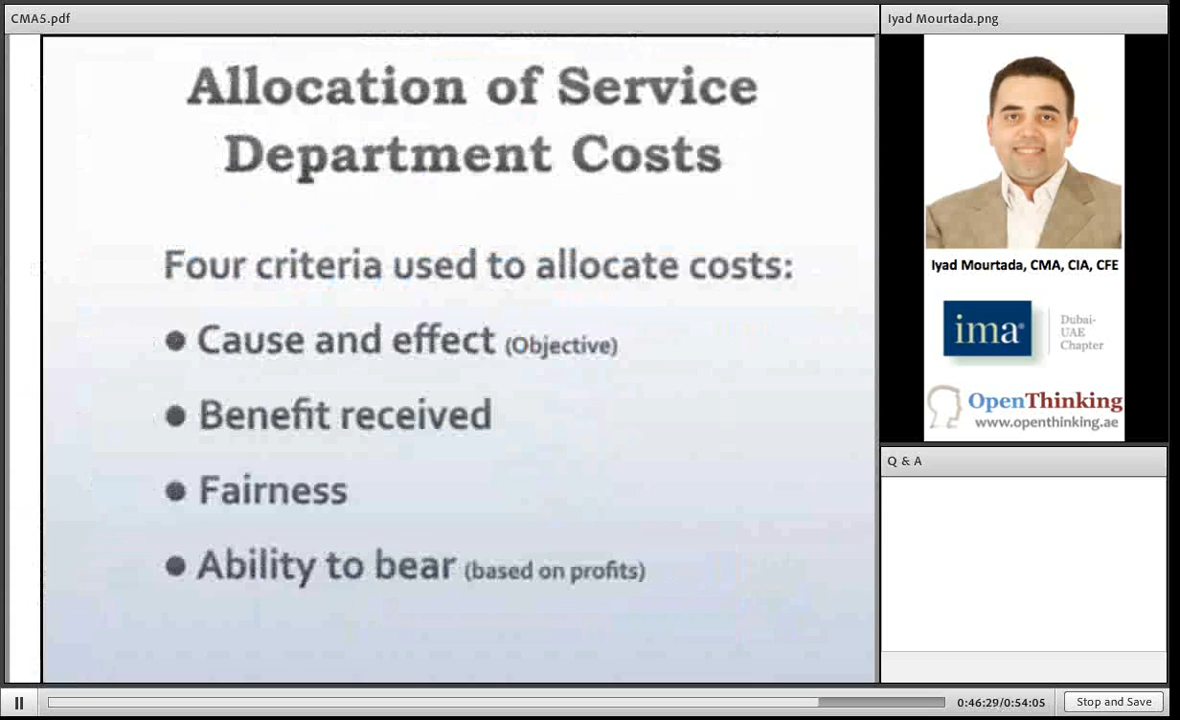 CMA5.pdf
Allocation of Service
Department Costs
Four criteria used to allocate costs:
● Cause and effect (Objective)
● Benefit received
● Fairness
● Ability to bear (based on profits)
Iyad Mourtada.png
Iyad Mourtada, CMA, CIA, CFE
ima®
Dubai-
UAE
Chapter
OpenThinking
www.openthinking.ae
Q & A
0:46:29/0:54:05
Stop and Save